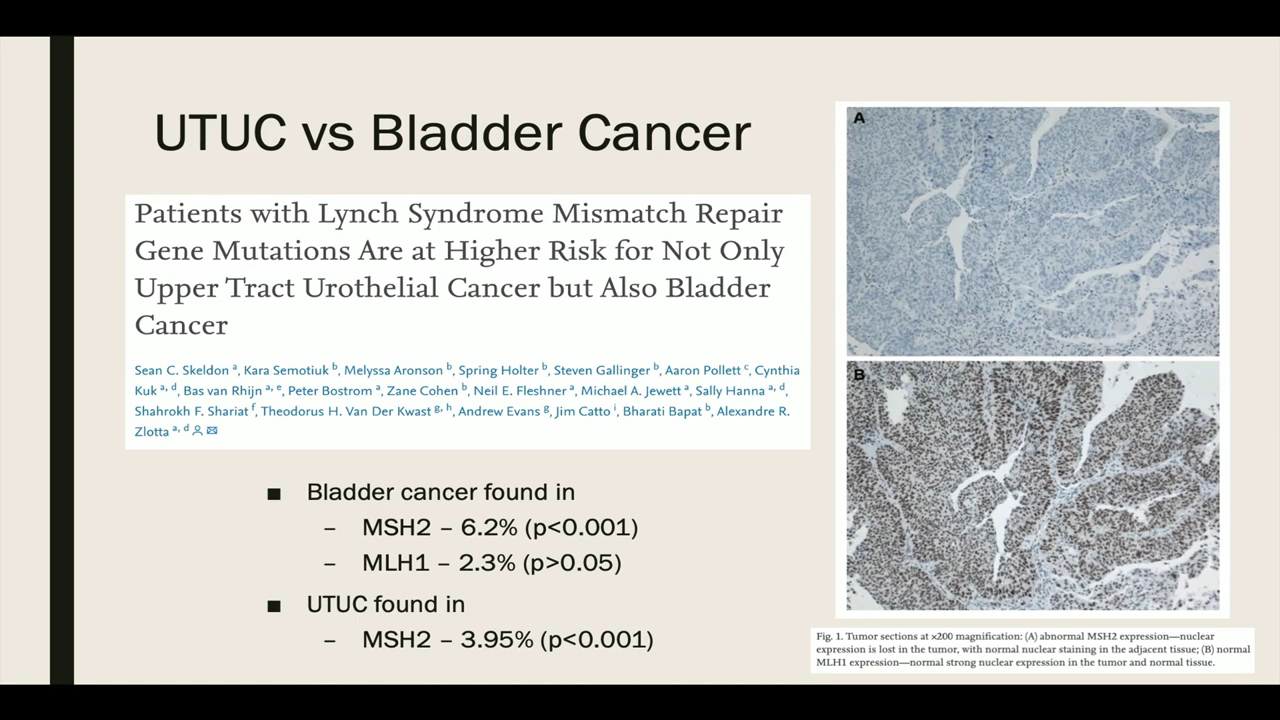 UTUC vs Bladder Cancer
Patients with Lynch Syndrome Mismatch Repair
Gene Mutations Are at Higher Risk for Not Only
Upper Tract Urothelial Cancer but Also Bladder
Cancer
Sean C. Skeldon a, Kara Semotiuk b, Melyssa Aronson b, Spring Holter b, Steven Gallinger b, Aaron Pollett c, Cynthia
Kuk a, d, Bas van Rhijn a, e, Peter Bostrom a, Zane Cohen b, Neil E. Fleshner a, Michael A. Jewett a, Sally Hanna a, d,
Shahrokh F. Shariat f, Theodorus H. Van Der Kwast g, h, Andrew Evans g, Jim Catto i, Bharati Bapat b, Alexandre R.
Zlotta a, d
■ Bladder cancer found in
– MSH2 – 6.2% (p<0.001)
– MLH1 – 2.3% (p>0.05)
■ UTUC found in
– MSH2 – 3.95% (p<0.001)
A
B
Fig. 1. Tumor sections at ×200 magnification: (A) abnormal MSH2 expression—nuclear
expression is lost in the tumor, with normal nuclear staining in the adjacent tissue; (B) normal
MLH1 expression—normal strong nuclear expression in the tumor and normal tissue.